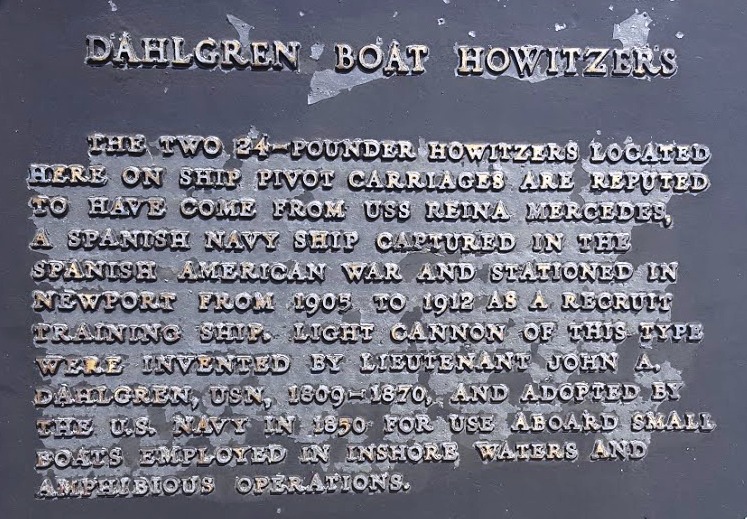 DAHLGREN BOAT HOWITZERS
THE TWO 24-POUNDER HOWITZERS LOCATED
HERE ON SHIP PIVOT CARRIAGES ARE REPUTED
TO HAVE COME FROM USS REINA MERCEDES,
A SPANISH NAVY SHIP CAPTURED IN THE
SPANISH AMERICAN WAR AND STATIONED IN
NEWPORT FROM 1905 TO 1912 AS A RECRUIT
TRAINING SHIP. LIGHT CANNON OF THIS TYPE
WERE INVENTED BY LIEUTENANT JOHN A.
DAHLGREN, USN, 1809-1870, AND ADOPTED BY
THE U.S. NAVY IN 1850 FOR USE ABOARD SMALL
BOATS EMPLOYED IN INSHORE WATERS AND
AMPHIBIOUS OPERATIONS.